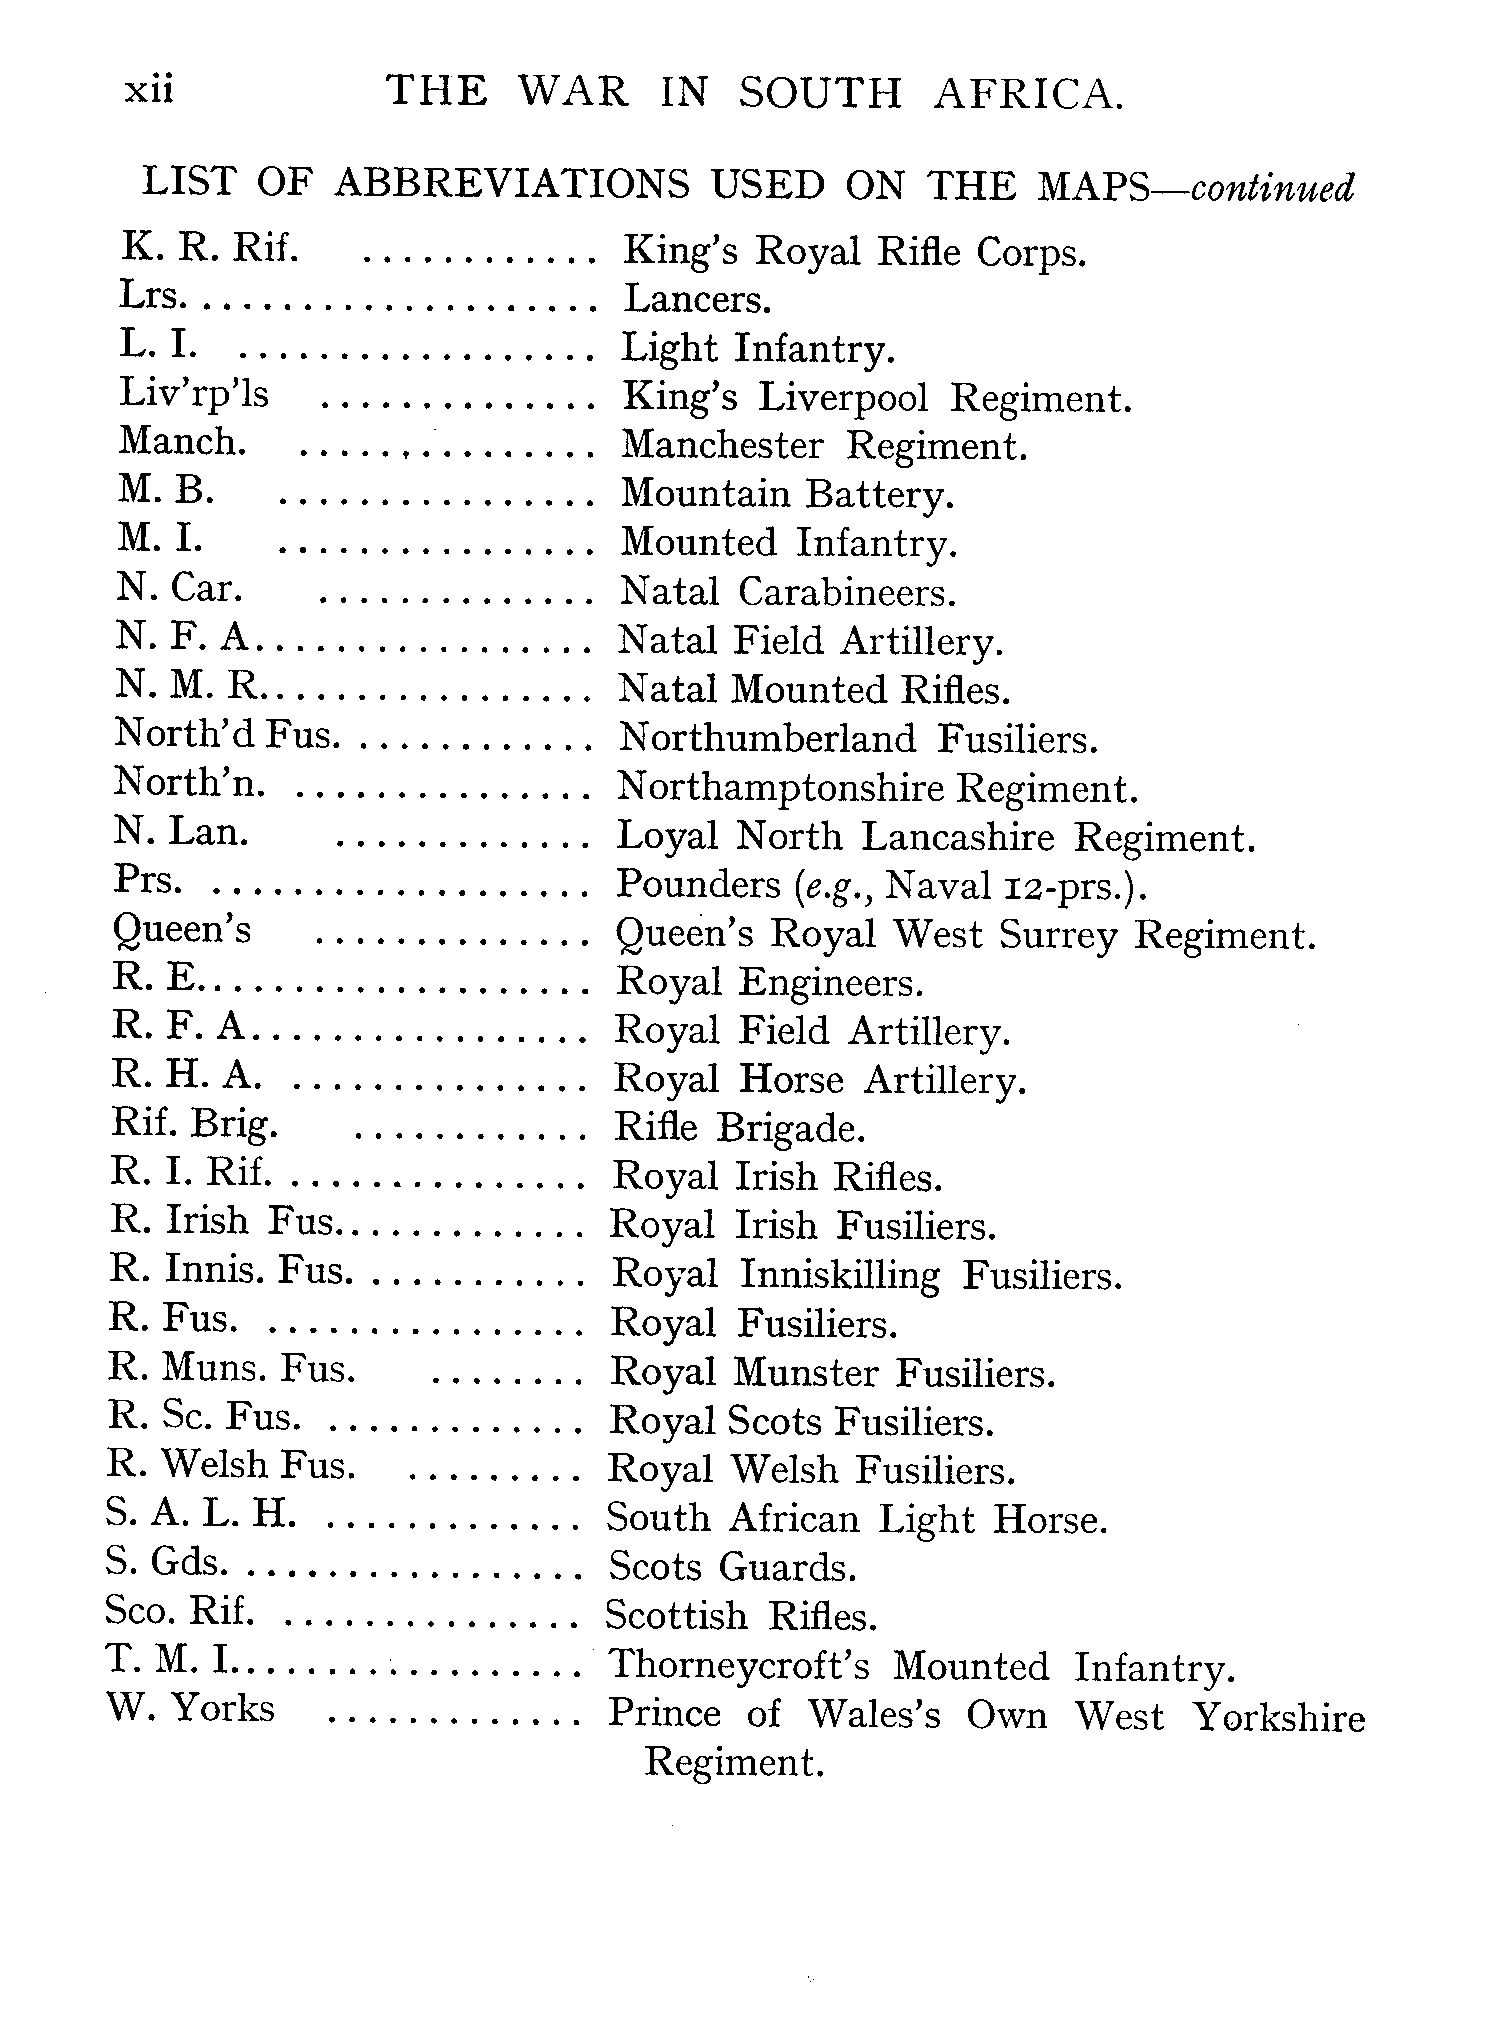 xii THE WAR IN SOUTH AFRICA.
LIST OF ABBREVIATIONS USED ON THE MAPS—continued
K. R. Rif. ............ King's Royal Rifle Corps.
Lrs. .................... Lancers.
L. I. .................. Light Infantry.
Liv'rp'ls .............. King's Liverpool Regiment.
Manch. ............... Manchester Regiment.
M. B. ................ Mountain Battery.
M. I. ................ Mounted Infantry.
N. Car. .............. Natal Carabineers.
N. F. A................. Natal Field Artillery.
N. M. R................. Natal Mounted Rifles.
North'd Fus. ............ Northumberland Fusiliers.
North'n. ............... Northamptonshire Regiment.
N. Lan. ............. Loyal North Lancashire Regiment.
Prs. ................... Pounders (e.g., Naval 12-prs.).
Queen's .............. Queen's Royal West Surrey Regiment.
R. E.................... Royal Engineers.
R. F. A................. Royal Field Artillery.
R. H. A. ............... Royal Horse Artillery.
Rif. Brig. ............ Rifle Brigade.
R. I. Rif. ............... Royal Irish Rifles.
R. Irish Fus............. Royal Irish Fusiliers.
R. Innis. Fus. ........... Royal Inniskilling Fusiliers.
R. Fus. ................ Royal Fusiliers.
R. Muns. Fus. ........ Royal Munster Fusiliers.
R. Sc. Fus. ............. Royal Scots Fusiliers.
R. Welsh Fus. ......... Royal Welsh Fusiliers.
S. A. L. H. ............. South African Light Horse.
S. Gds. ................. Scots Guards.
Sco. Rif. ............... Scottish Rifles.
T. M. I.................. Thorneycroft's Mounted Infantry.
W. Yorks ............. Prince of Wales's Own West Yorkshire
Regiment.